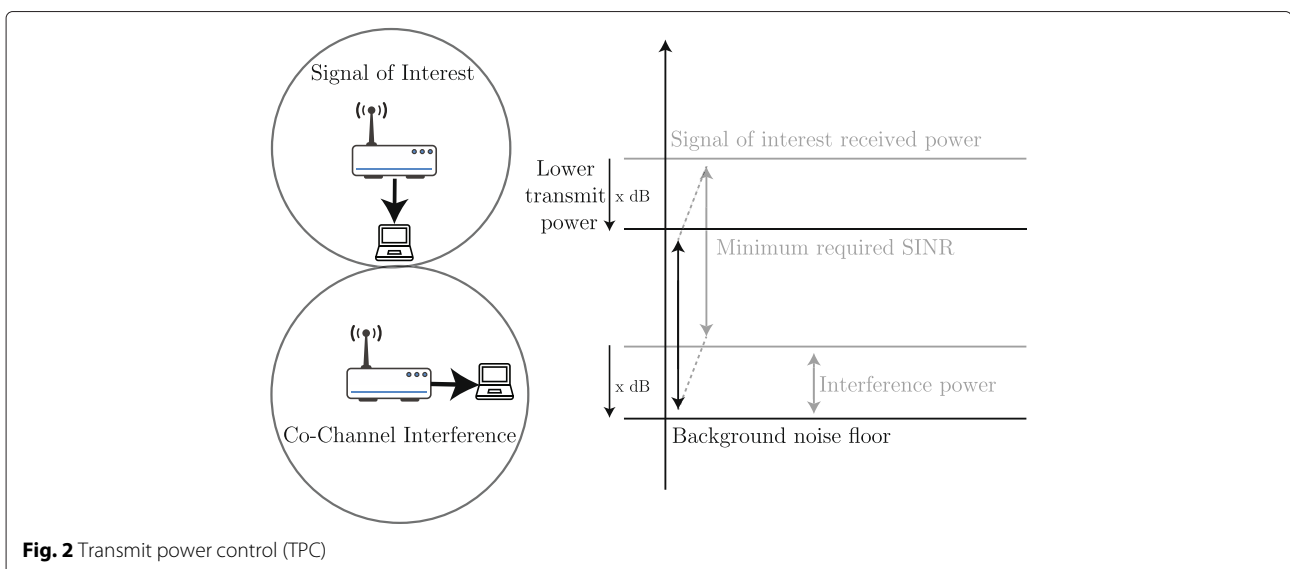 Signal of Interest
Co-Channel Interference
Signal of interest received power
Lower
transmit
power
x dB
Minimum required SINR
x dB
Interference power
Background noise floor
Fig. 2 Transmit power control (TPC)